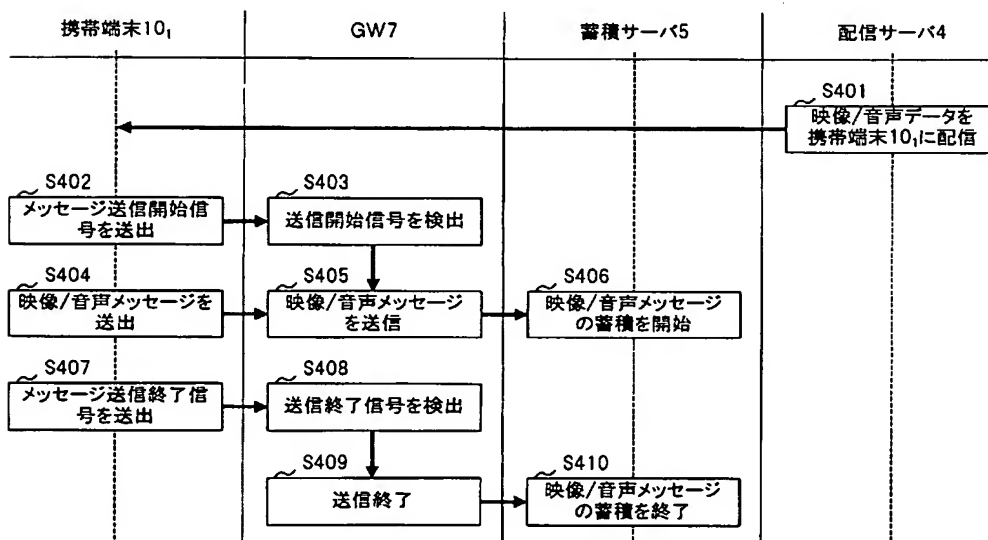 携帯端末10₁
GW7
蓄積サーバ5
配信サーバ4
S401
映像/音声データを
携帯端末10₁に配信
S402
メッセージ送信開始信
号を送出
S403
送信開始信号を検出
S404
映像/音声メッセージを
送出
S405
映像/音声メッセージ
を送信
S406
映像/音声メッセージ
の蓄積を開始
S407
メッセージ送信終了信
号を送出
S408
送信終了信号を検出
S409
送信終了
S410
映像/音声メッセージ
の蓄積を終了